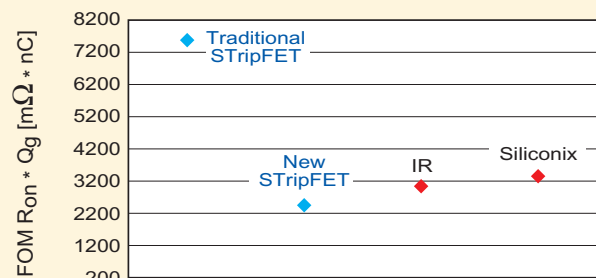 8200
7200
6200
5200
4200
3200
2200
1200
200
FOM Ron * Qg [mΩ * nC]
Traditional
STripFET
New
STripFET
IR
Siliconix